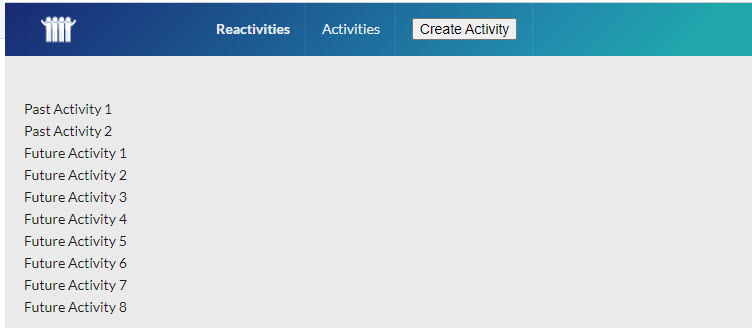 Reactivities Activities Create Activity
Past Activity 1
Past Activity 2
Future Activity 1
Future Activity 2
Future Activity 3
Future Activity 4
Future Activity 5
Future Activity 6
Future Activity 7
Future Activity 8